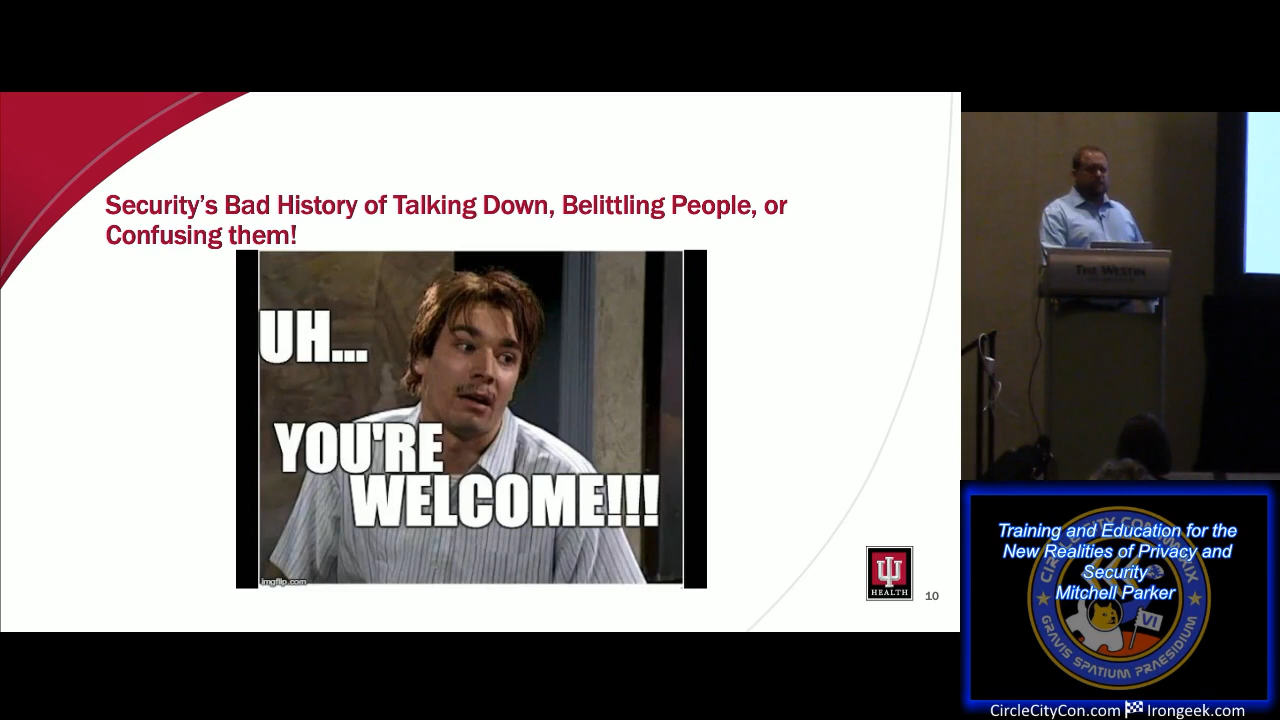 Security's Bad History of Talking Down, Belittling People, or
Confusing them!
UH...
YOU'RE
WELCOME!!!
imgflip.com
HEALTH
10
THE WESTIN
Training and Education for the
New Realities of Privacy and
Security
Mitchell Parker
VI
GRAVIS SPATIUM PRAESIDIUM
CircleCityCon.com Irongeek.com